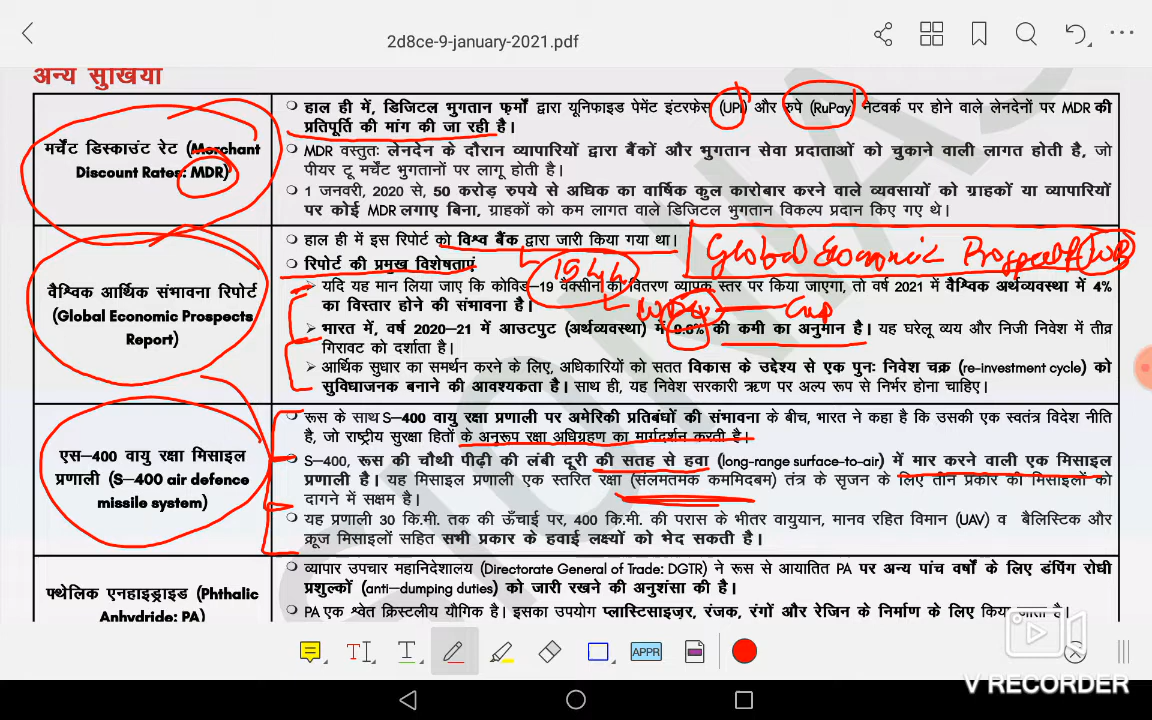 2d8ce-9-january-2021.pdf
अन्य सुर्खियां
मर्चेंट डिस्काउंट रेट (Merchant
Discount Rates: MDR)
हाल ही में, डिजिटल भुगतान फ़र्मों द्वारा यूनिफाइड पेमेंट इंटरफेस (UPI) और रुपे (RuPay) नेटवर्क पर होने वाले लेनदेनों पर MDR की
प्रतिपूर्ति की मांग की जा रही है।
MDR वस्तुतः लेनदेन के दौरान व्यापारियों द्वारा बैंकों और भुगतान सेवा प्रदाताओं को चुकाने वाली लागत होती है, जो
पीयर टू मर्चेंट भुगतानों पर लागू होती है।
1 जनवरी, 2020 से, 50 करोड़ रुपये से अधिक का वार्षिक कुल कारोबार करने वाले व्यवसायों को ग्राहकों या व्यापारियों
पर कोई MDR लगाए बिना, ग्राहकों को कम लागत वाले डिजिटल भुगतान विकल्प प्रदान किए गए थे।
वैश्विक आर्थिक संभावना रिपोर्ट
(Global Economic Prospects
Report)
हाल ही में इस रिपोर्ट को विश्व बैंक द्वारा जारी किया गया था।
Global Economic Prospect WB
रिपोर्ट की प्रमुख विशेषताएं
यदि यह मान लिया जाए कि कोविड-19 वैक्सीन का वितरण व्यापक स्तर पर किया जाएगा, तो वर्ष 2021 में वैश्विक अर्थव्यवस्था में 4%
का विस्तार होने की संभावना है।
भारत में, वर्ष 2020-21 में आउटपुट (अर्थव्यवस्था) में 9.6% की कमी का अनुमान है। यह घरेलू व्यय और निजी निवेश में तीव्र
गिरावट को दर्शाता है।
आर्थिक सुधार का समर्थन करने के लिए, अधिकारियों को सतत विकास के उद्देश्य से एक पुनः निवेश चक्र (re-investment cycle) को
सुविधाजनक बनाने की आवश्यकता है। साथ ही, यह निवेश सरकारी ऋण पर अल्प रूप से निर्भर होना चाहिए।
एस-400 वायु रक्षा मिसाइल
प्रणाली (S-400 air defence
missile system)
रूस के साथ S-400 वायु रक्षा प्रणाली पर अमेरिकी प्रतिबंधों की संभावना के बीच, भारत ने कहा है कि उसकी एक स्वतंत्र विदेश नीति
है, जो राष्ट्रीय सुरक्षा हितों के अनुरूप रक्षा अधिग्रहण का मार्गदर्शन करती है।
S-400, रूस की चौथी पीढ़ी की लंबी दूरी की सतह से हवा (long-range surface-to-air) में मार करने वाली एक मिसाइल
प्रणाली है। यह मिसाइल प्रणाली एक स्तरित रक्षा (संलमतमक कममिदबम) तंत्र के सृजन के लिए तीन प्रकार की मिसाइलों को
दागने में सक्षम है।
यह प्रणाली 30 कि.मी. तक की ऊँचाई पर, 400 कि.मी. की परास के भीतर वायुयान, मानव रहित विमान (UAV) व बैलिस्टिक और
क्रूज मिसाइलों सहित सभी प्रकार के हवाई लक्ष्यों को भेद सकती है।
फ्थेलिक एनहाइड्राइड (Phthalic
Anhydride: PA)
व्यापार उपचार महानिदेशालय (Directorate General of Trade: DGTR) ने रूस से आयातित PA पर अन्य पांच वर्षों के लिए डंपिंग रोधी
प्रशुल्कों (anti-dumping duties) को जारी रखने की अनुशंसा की है।
PA एक श्वेत क्रिस्टलीय यौगिक है। इसका उपयोग प्लास्टिसाइज़र, रंजक, रंगों और रेजिन के निर्माण के लिए किया जाता है।
APPR
V RECORDER